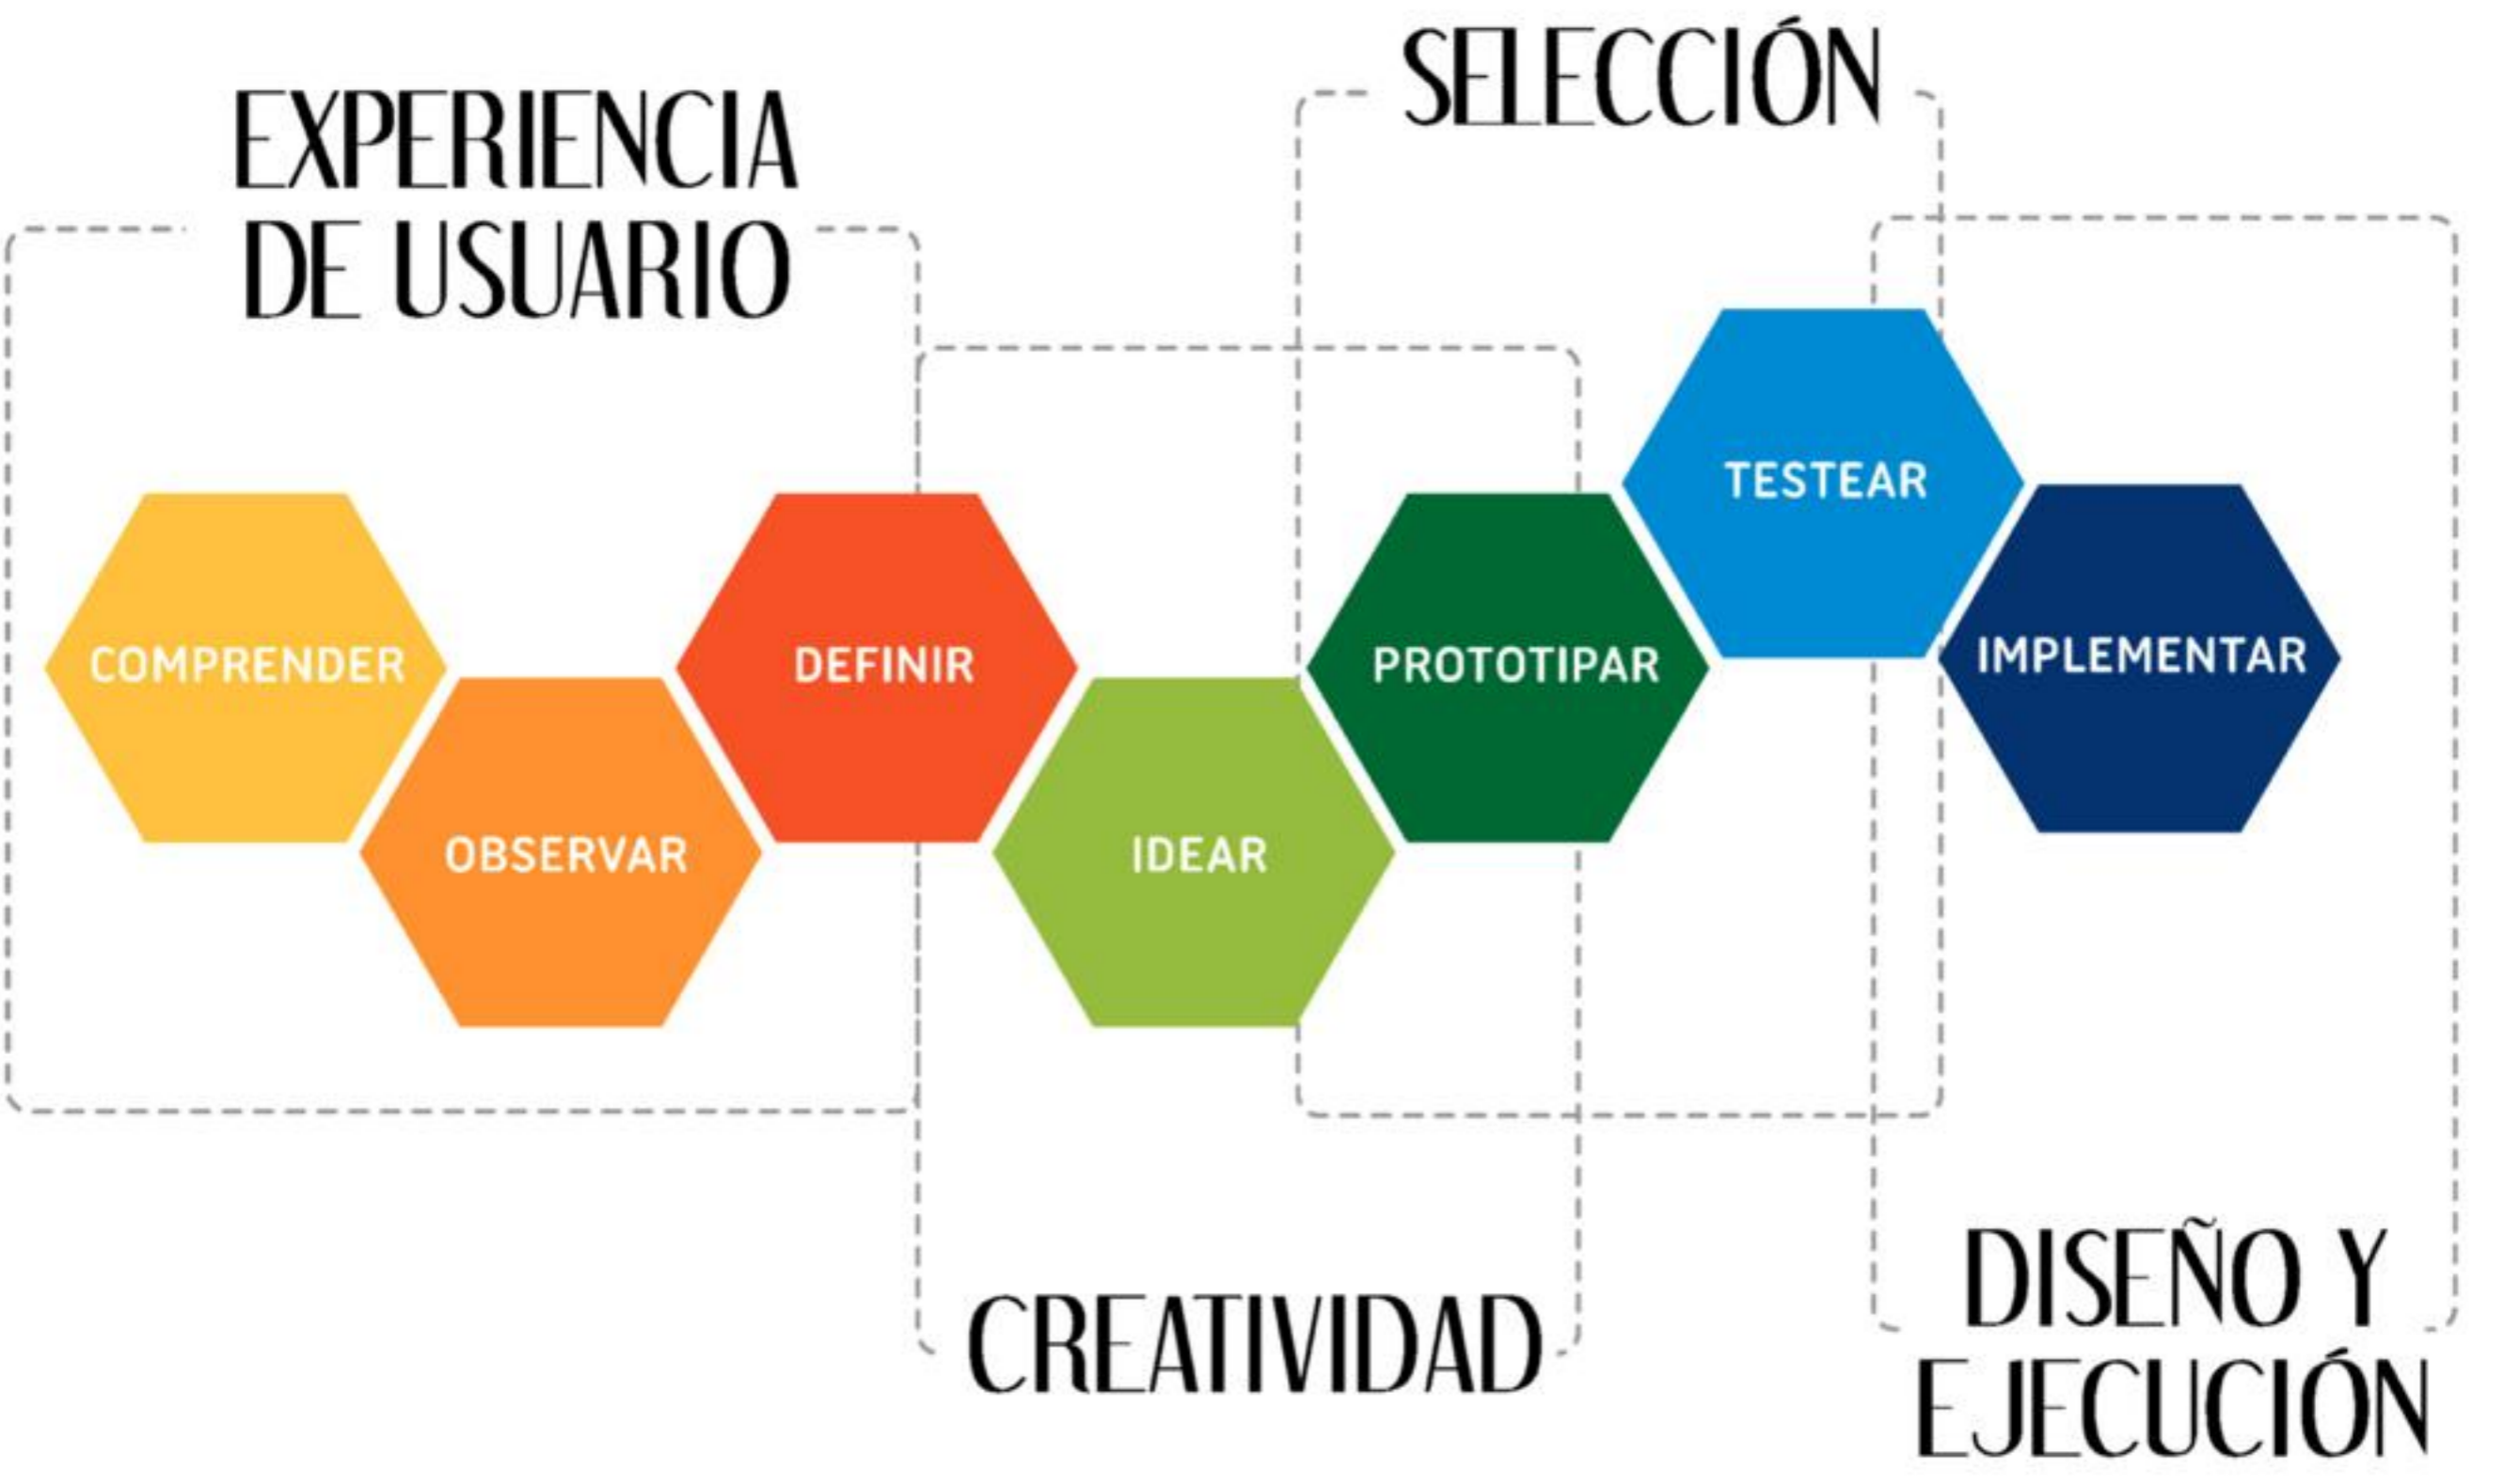 EXPERIENCIA
DE USUARIO
SELECCIÓN
COMPRENDER
OBSERVAR
DEFINIR
IDEAR
PROTOTIPAR
TESTEAR
IMPLEMENTAR
CREATIVIDAD
DISEÑO Y
EJECUCIÓN